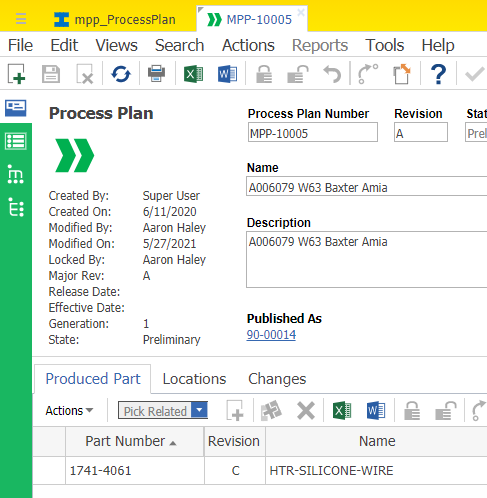 mpp_ProcessPlan MPP-10005
File Edit Views Search Actions Reports Tools Help
Process Plan
Process Plan Number Revision
MPP-10005 A
Name
A006079 W63 Baxter Amia
Created By: Super User
Created On: 6/11/2020
Modified By: Aaron Haley
Modified On: 5/27/2021
Locked By: Aaron Haley
Major Rev: A
Release Date:
Effective Date:
Generation: 1
State: Preliminary
Description
A006079 W63 Baxter Amia
Published As
90-00014
Produced Part Locations Changes
Actions Pick Related
Part Number Revision Name
1741-4061 C HTR-SILICONE-WIRE